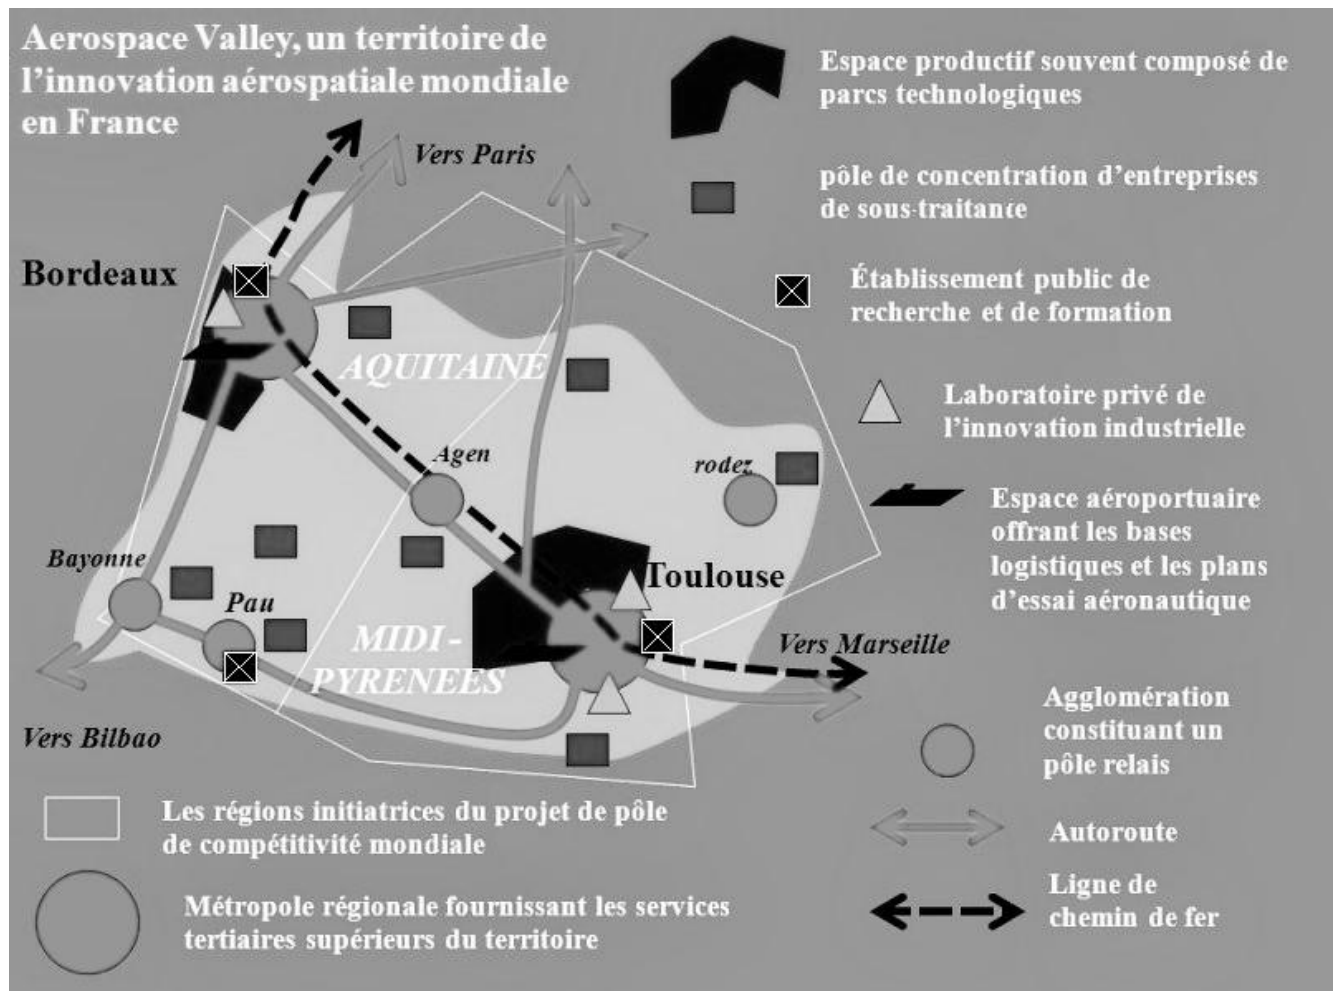 Aerospace Valley, un territoire de
l'innovation aérospatiale mondiale
en France
Espace productif souvent composé de
parcs technologiques
Vers Paris
pôle de concentration d'entreprises
de sous-traitante
Bordeaux
Établissement public de
recherche et de formation
AQUITAINE
Laboratoire privé de
l'innovation industrielle
Agen
rodez
Espace aéroportuaire
offrant les bases
logistiques et les plans
d'essai aéronautique
Bayonne
Toulouse
Pau
MIDI-
PYRENEES
Vers Marseille
Agglomération
constituant un
pôle relais
Vers Bilbao
Les régions initiatrices du projet de pôle
de compétitivité mondiale
Autoroute
Métropole régionale fournissant les services
tertiaires supérieurs du territoire
Ligne de
chemin de fer